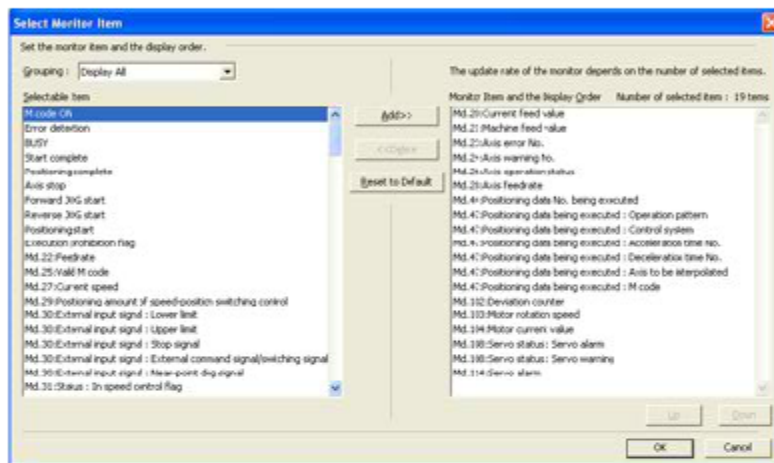 Select Monitor Item
Set the monitor item and the display order.
Grouping : Display All
The update rate of the monitor depends on the number of selected items.
Selectable Item
Monitor Item and the Display Order Number of selected item : 19 items
M code ON
Error detection
BUSY
Start complete
Positioning complete
Axis stop
Forward JOG start
Reverse JOG start
Positioning start
Execution prohibition flag
Md.22:Feedrate
Md.25:Valid M code
Md.27:Current speed
Md.29:Positioning amount of speed-position switching control
Md.30:External input signal : Lower limit
Md.30:External input signal : Upper limit
Md.30:External input signal : Stop signal
Md.30:External input signal : External command signal/switching signal
Md.30:External input signal : Near-point dog signal
Md.31:Status : In speed control flag
Add>>
<<Delete
Reset to Default
Md.20:Current feed value
Md.21:Machine feed value
Md.23:Axis error No.
Md.24:Axis warning No.
Md.26:Axis operation status
Md.28:Axis feedrate
Md.44:Positioning data No. being executed
Md.47:Positioning data being executed : Operation pattern
Md.47:Positioning data being executed : Control system
Md.47:Positioning data being executed : Acceleration time No.
Md.47:Positioning data being executed : Deceleration time No.
Md.47:Positioning data being executed : Axis to be interpolated
Md.47:Positioning data being executed : M code
Md.102:Deviation counter
Md.103:Motor rotation speed
Md.104:Motor current value
Md.108:Servo status: Servo alarm
Md.108:Servo status: Servo warning
Md.114:Servo alarm
Up
Down
OK
Cancel